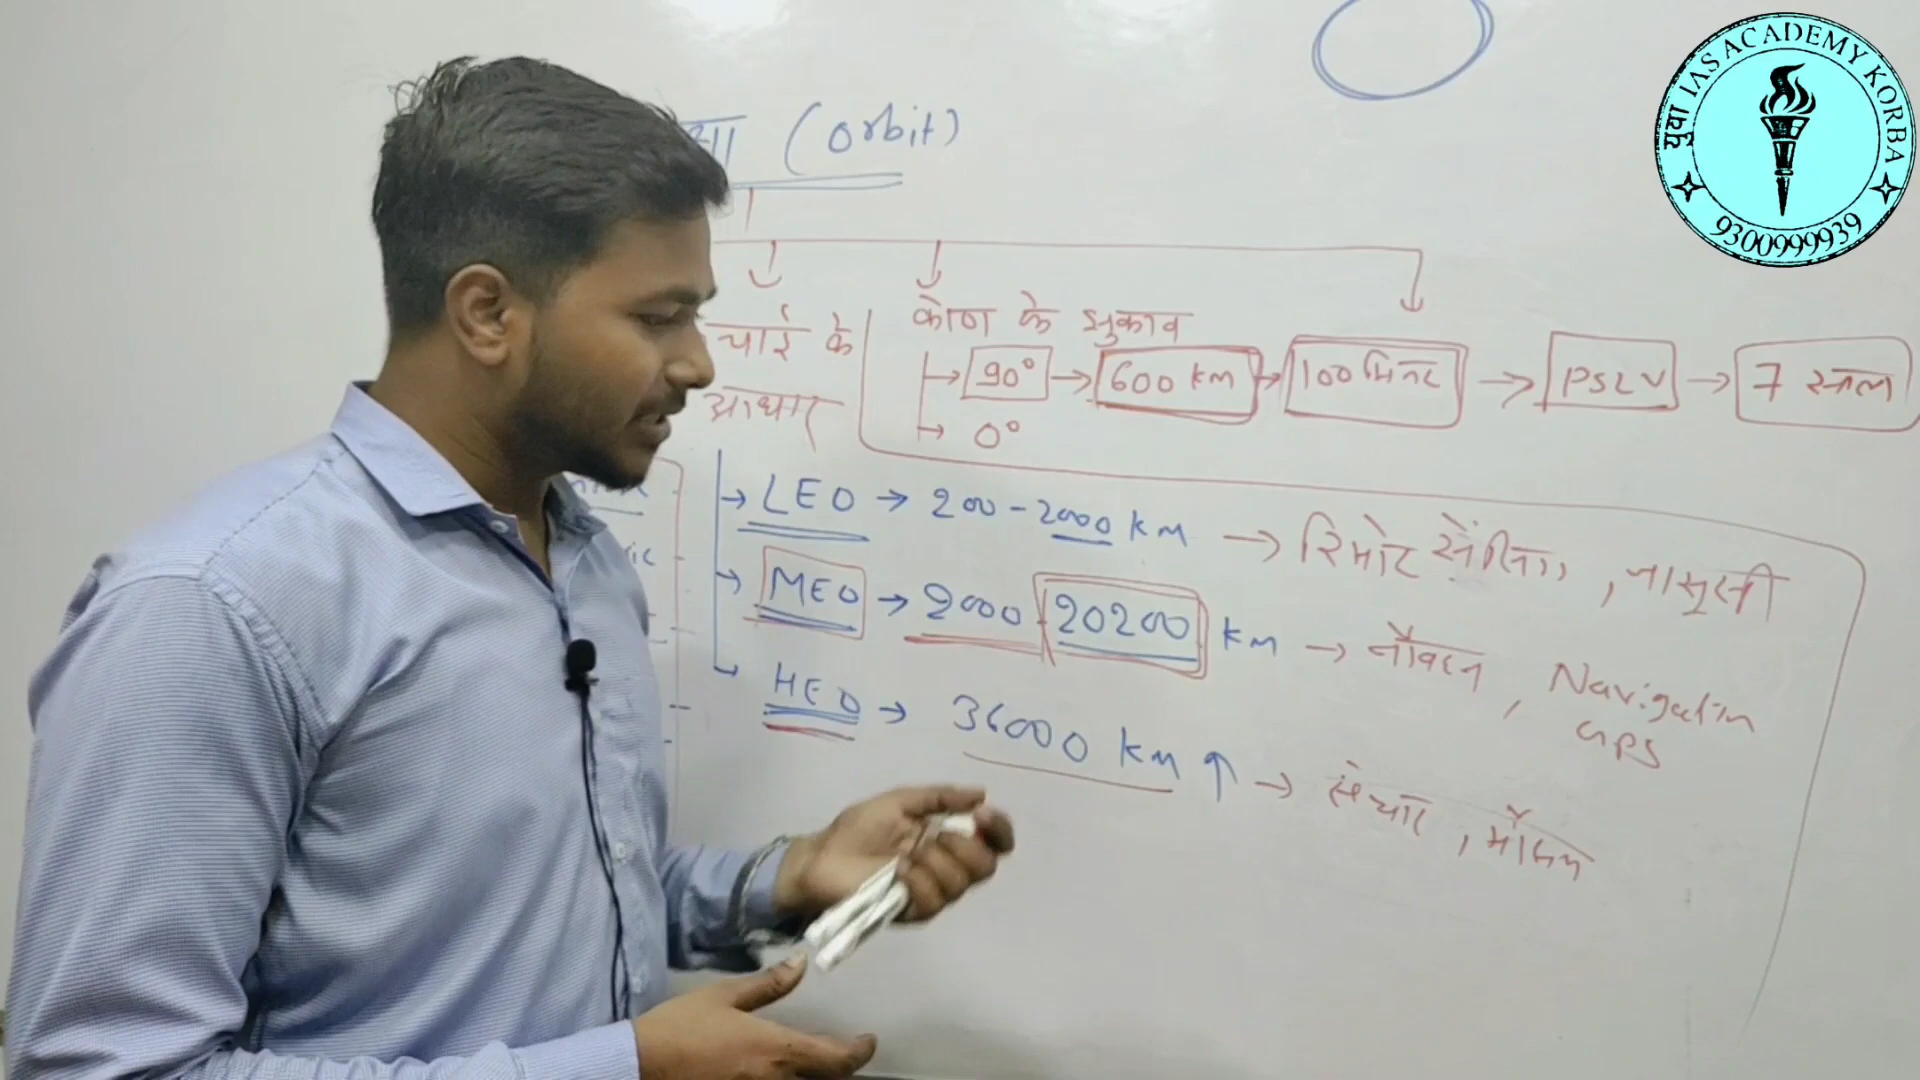 (orbit)
कोण के झुकाव
चाई के
आधार
90° → 600 KM → 100 मिनट → PSLV → 7 साल
0°
LEO → 200 - 2000 KM → रिमोट सेंसिंग, जासूसी
MEO → 2000 20200 KM → नौवहन, Navigation
GPS
HEO → 36000 KM ↑ → संचार, मौसम
युवा IAS ACADEMY KORBA
9300999939